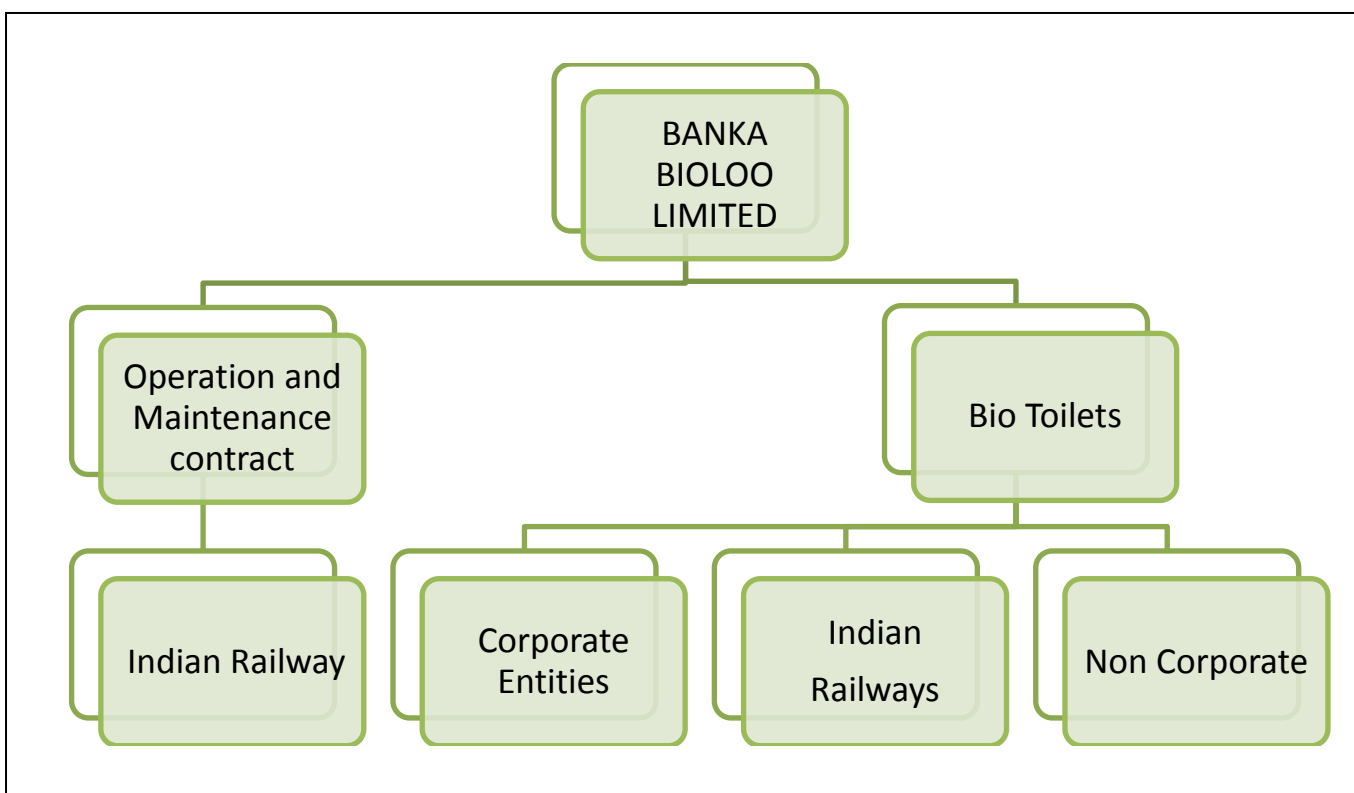 BANKA
BIOLOO
LIMITED
Operation and
Maintenance
contract
Bio Toilets
Indian Railway
Corporate
Entities
Indian
Railways
Non Corporate